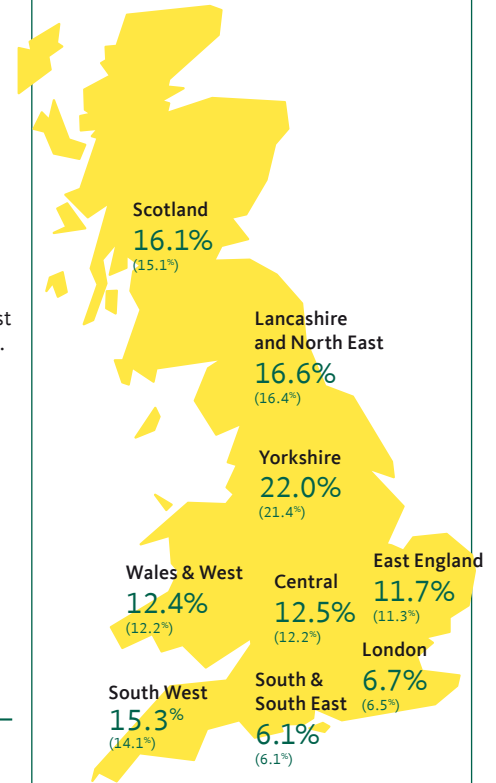 Scotland
16.1%
(15.1%)
st
.
Lancashire
and North East
16.6%
(16.4%)
Yorkshire
22.0%
(21.4%)
Wales & West
12.4%
(12.2%)
Central
12.5%
(12.2%)
East England
11.7%
(11.3%)
London
6.7%
(6.5%)
South West
15.3%
(14.1%)
South &
South East
6.1%
(6.1%)